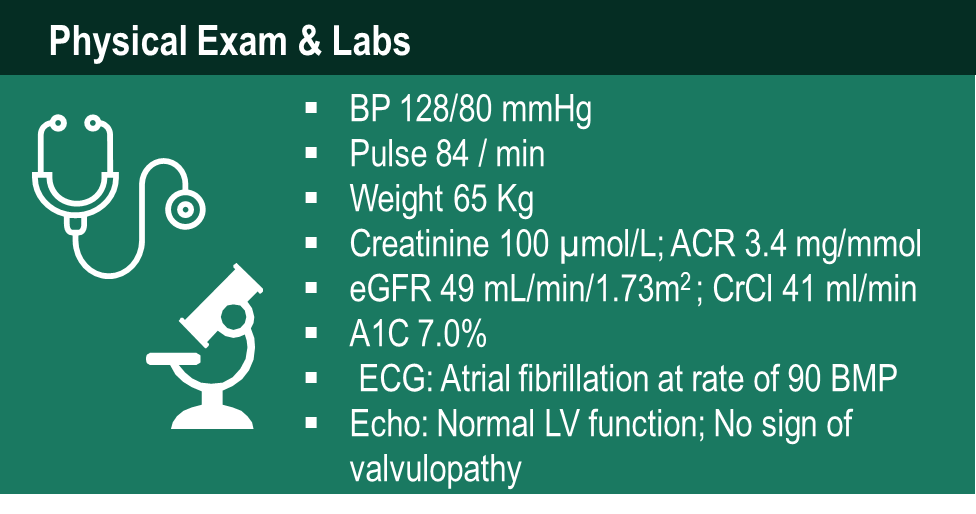 Physical Exam & Labs
▪ BP 128/80 mmHg
▪ Pulse 84 / min
▪ Weight 65 Kg
▪ Creatinine 100 μmol/L; ACR 3.4 mg/mmol
▪ eGFR 49 mL/min/1.73m² ; CrCl 41 ml/min
▪ A1C 7.0%
▪ ECG: Atrial fibrillation at rate of 90 BMP
▪ Echo: Normal LV function; No sign of
valvulopathy